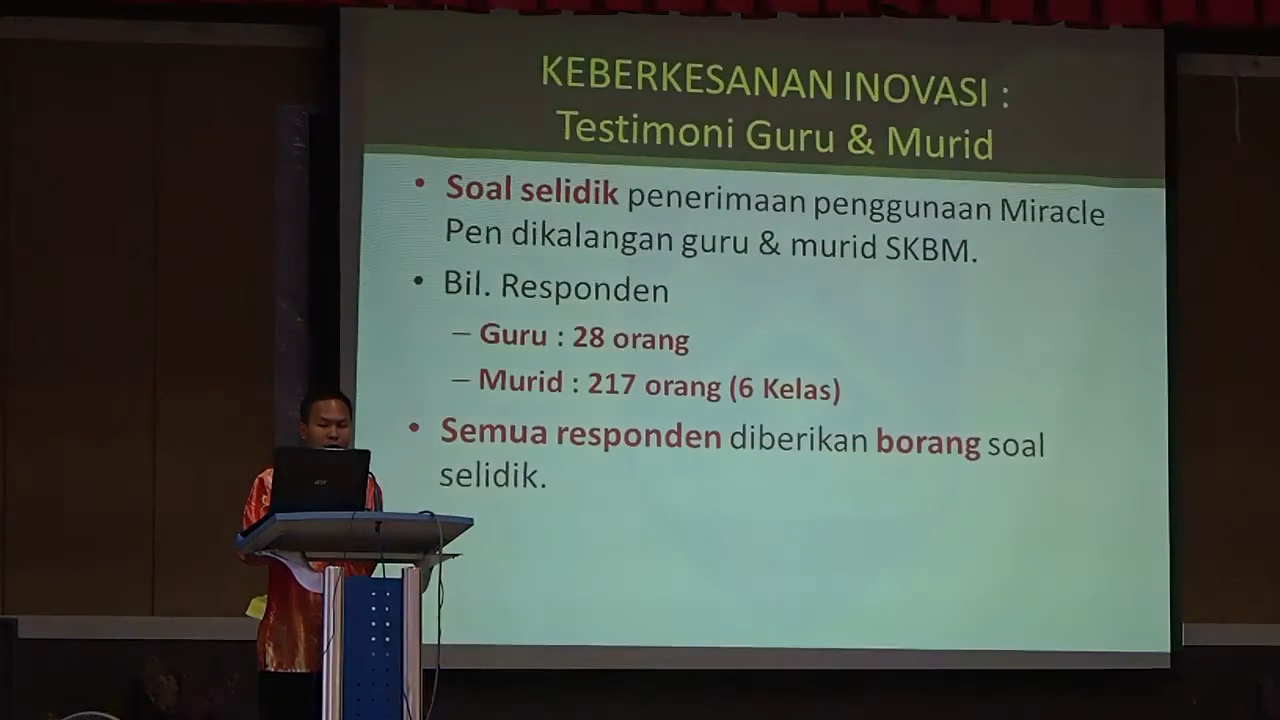 KEBERKESANAN INOVASI :
Testimoni Guru & Murid
• Soal selidik penerimaan penggunaan Miracle
Pen dikalangan guru & murid SKBM.
• Bil. Responden
– Guru : 28 orang
– Murid : 217 orang (6 Kelas)
• Semua responden diberikan borang soal
selidik.
acer